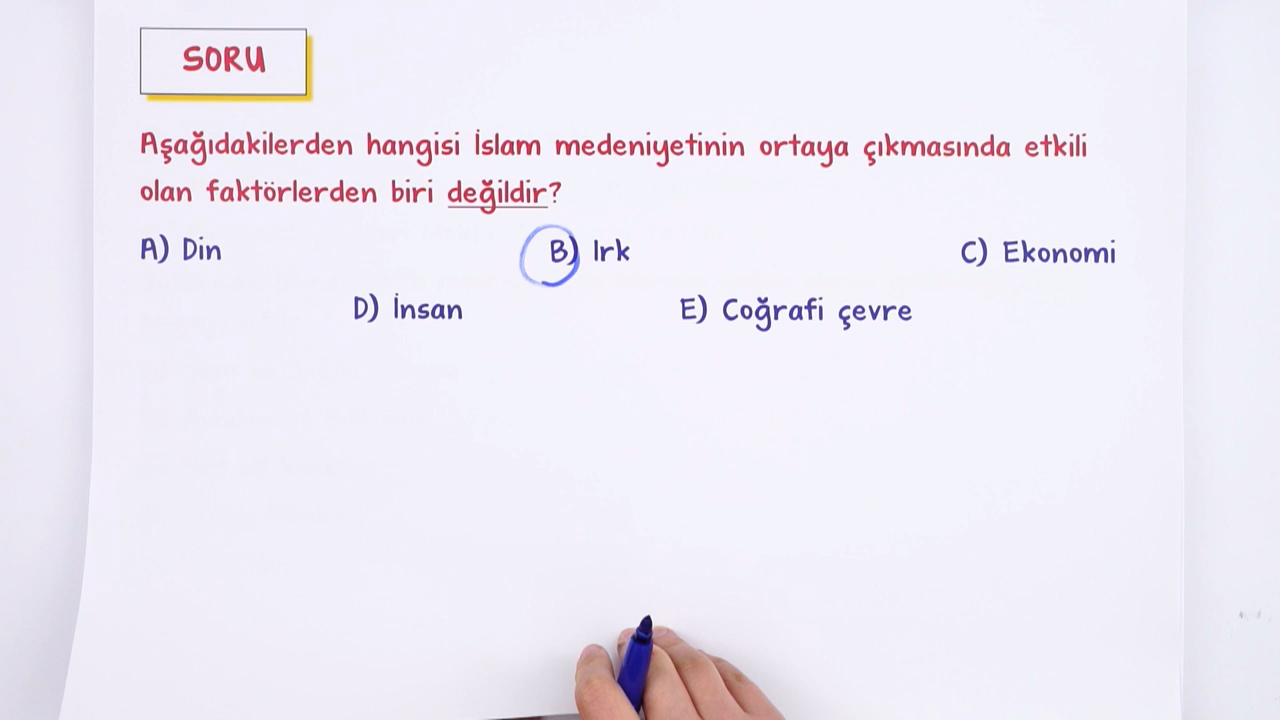 SORU
Aşağıdakilerden hangisi İslam medeniyetinin ortaya çıkmasında etkili
olan faktörlerden biri değildir?
A) Din B) Irk C) Ekonomi
D) İnsan E) Coğrafi çevre